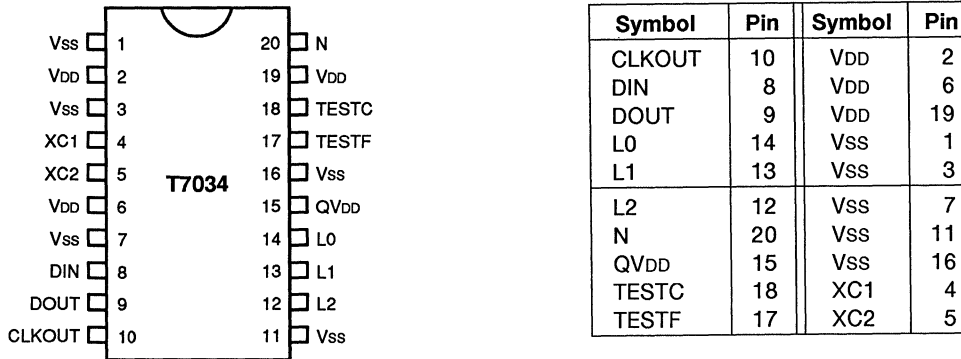 Vss 1 20 N
VDD 2 19 VDD
Vss 3 18 TESTC
XC1 4 17 TESTF
XC2 5 16 Vss
T7034
VDD 6 15 QVDD
Vss 7 14 L0
DIN 8 13 L1
DOUT 9 12 L2
CLKOUT 10 11 Vss
Symbol Pin Symbol Pin
CLKOUT 10 VDD 2
DIN 8 VDD 6
DOUT 9 VDD 19
L0 14 Vss 1
L1 13 Vss 3
L2 12 Vss 7
N 20 Vss 11
QVDD 15 Vss 16
TESTC 18 XC1 4
TESTF 17 XC2 5